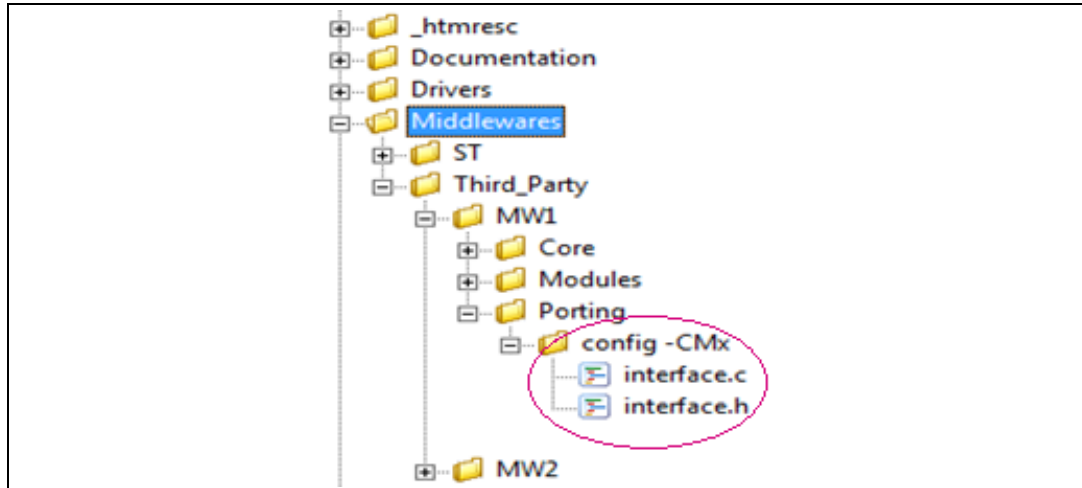 _htmresc
Documentation
Drivers
Middlewares
ST
Third_Party
MW1
Core
Modules
Porting
config -CMx
interface.c
interface.h
MW2